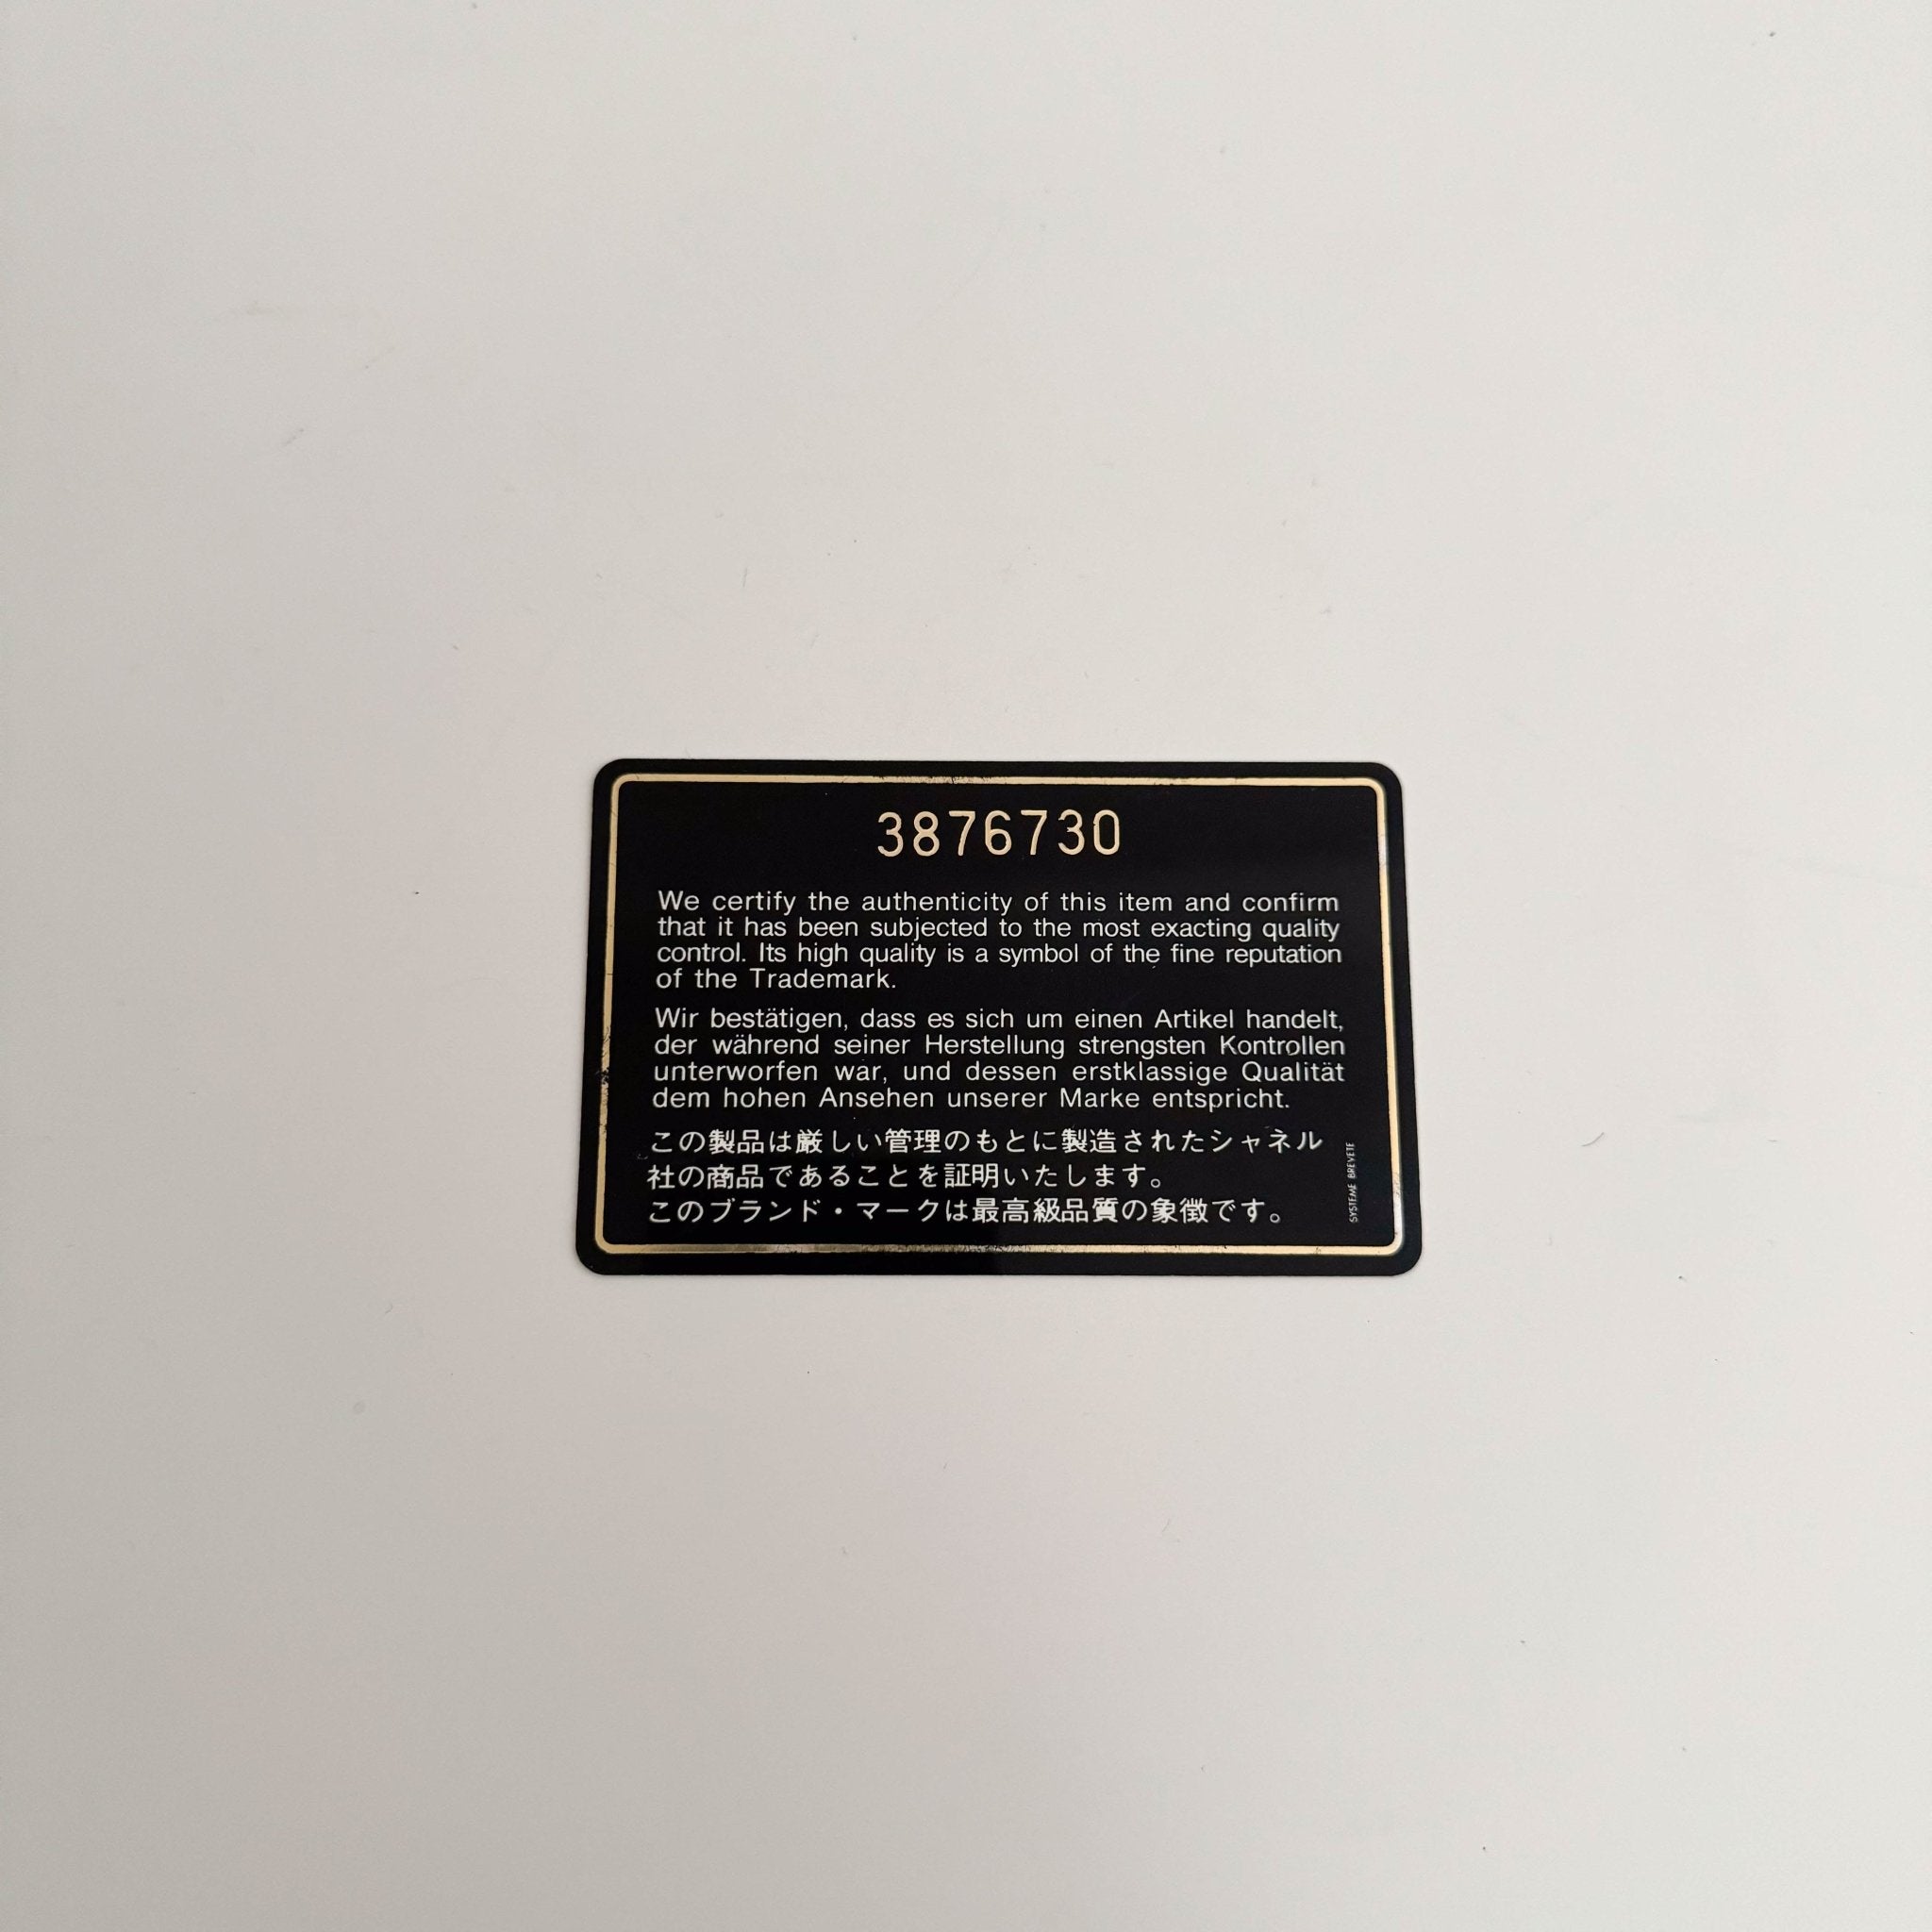 3876730
We certify the authenticity of this item and confirm
that it has been subjected to the most exacting quality
control. Its high quality is a symbol of the fine reputation
of the Trademark.
Wir bestätigen, dass es sich um einen Artikel handelt,
der während seiner Herstellung strengsten Kontrollen
unterworfen war, und dessen erstklassige Qualität
dem hohen Ansehen unserer Marke entspricht.
この製品は厳しい管理のもとに製造されたシャネル
社の商品であることを証明いたします。
このブランド・マークは最高級品質の象徴です。
SYSTEME BREVETE